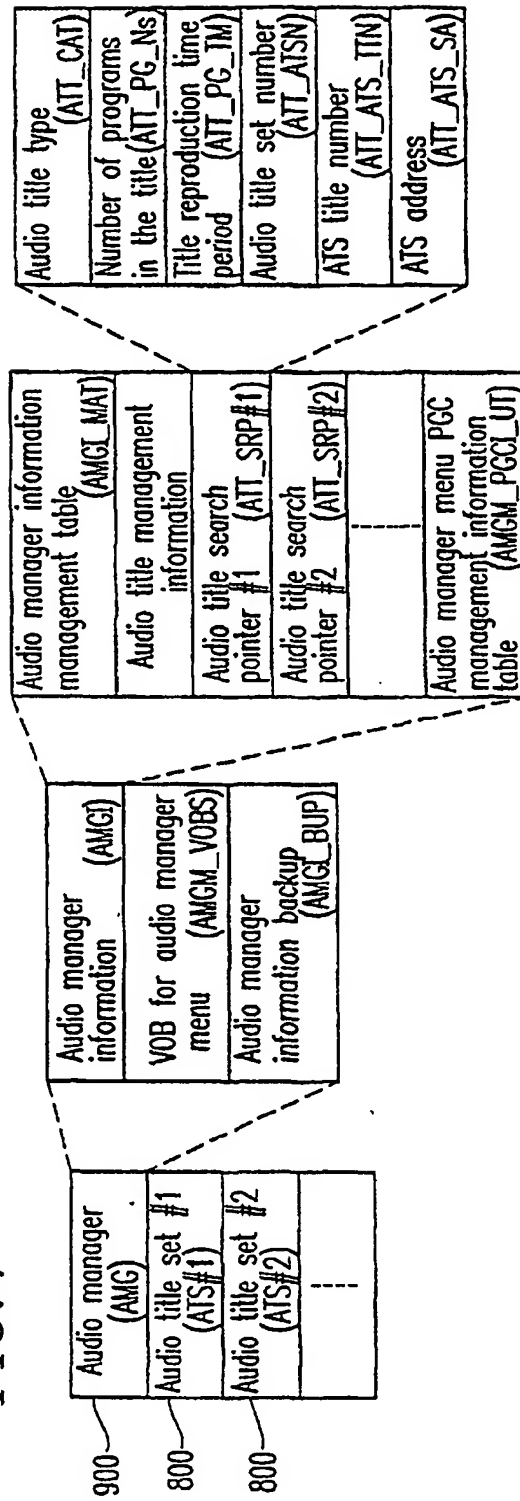 900
Audio manager
(AMG)
800
Audio title set #1
(ATS#1)
800
Audio title set #2
(ATS#2)
Audio manager
information (AMGI)
VOB for audio manager
menu (AMGM_VOBS)
Audio manager
information backup
(AMGI_BUP)
Audio manager information
management table
(AMGI_MAT)
Audio title management
information
Audio title search
pointer #1 (ATT_SRP#1)
Audio title search
pointer #2 (ATT_SRP#2)
Audio manager menu PGC
management information
table (AMGM_PGCI_UT)
Audio title type
(ATT_CAT)
Number of programs
in the title(ATT_PG_Ns)
Title reproduction time
period (ATT_PG_TM)
Audio title set number
(ATT_ATSN)
ATS title number
(ATT_ATS_TTN)
ATS address
(ATT_ATS_SA)